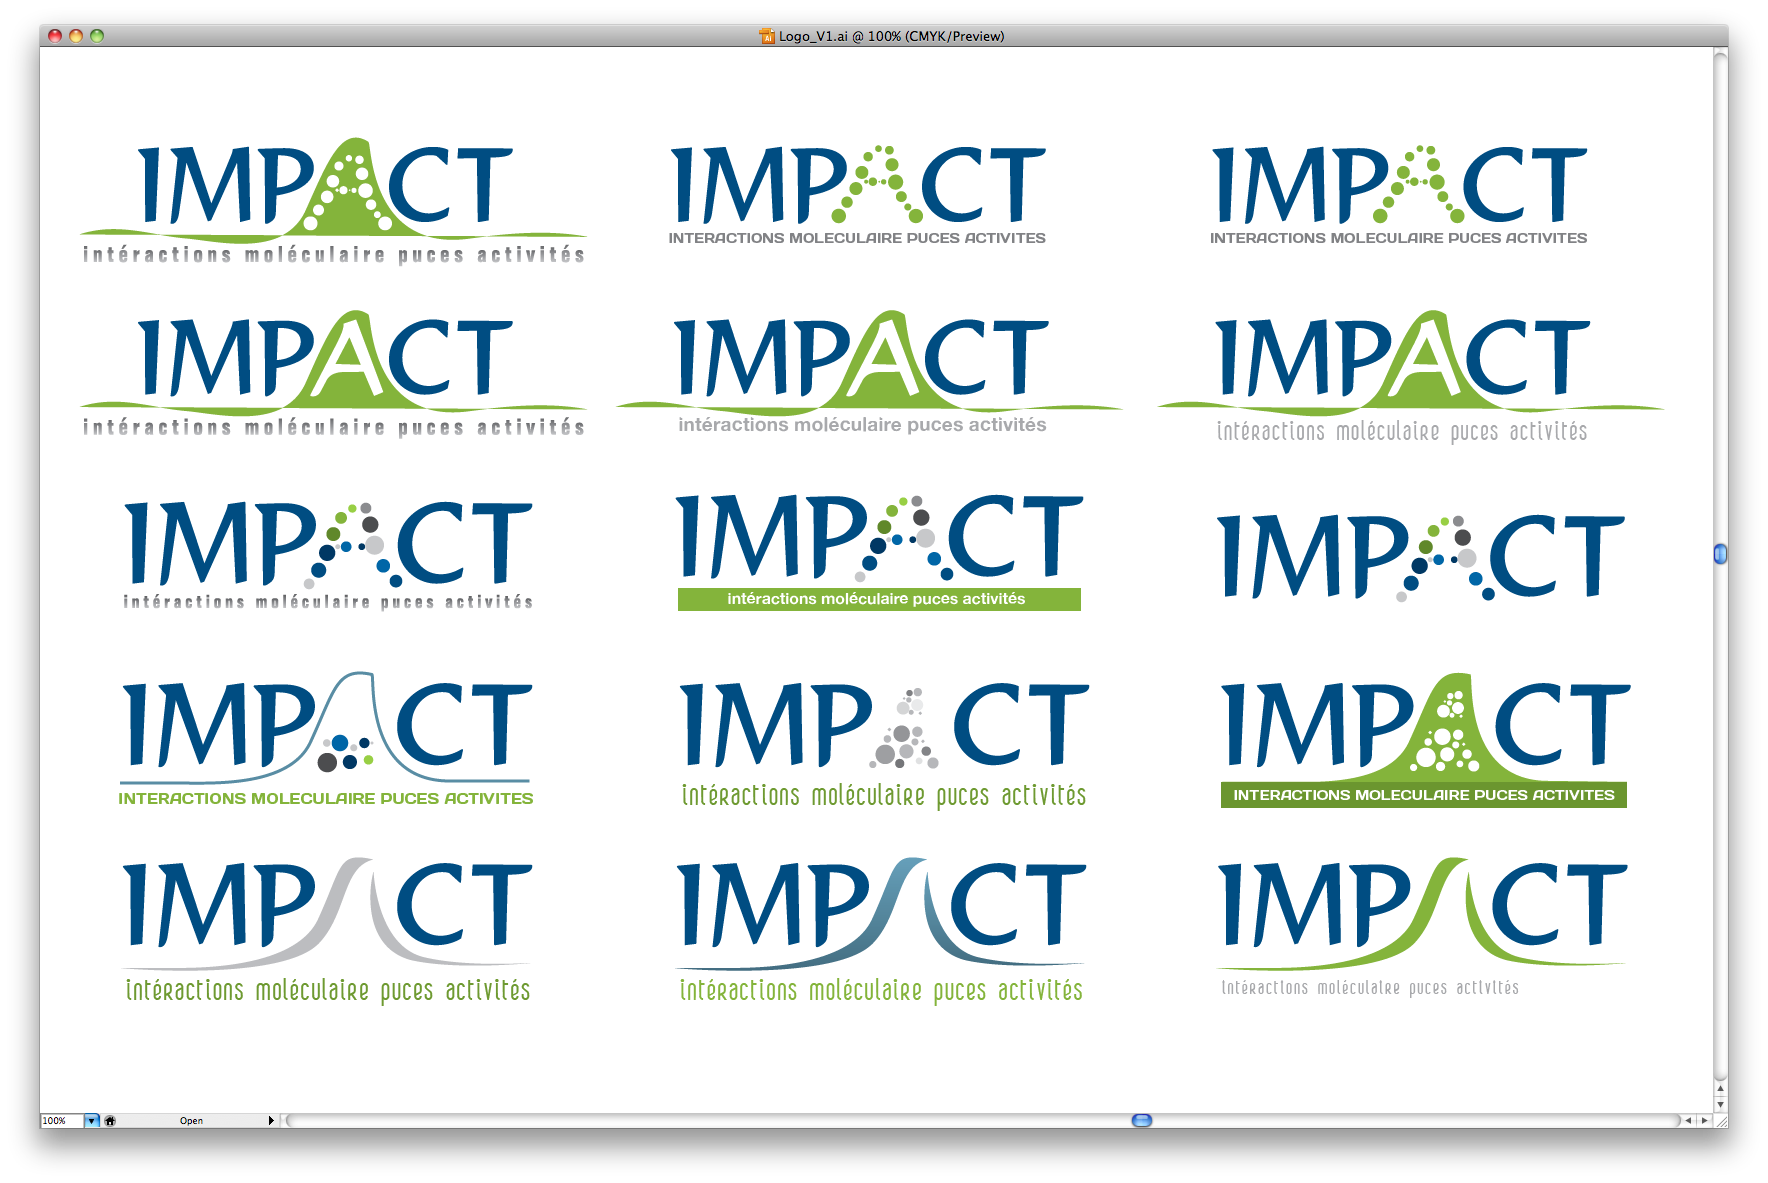 Logo_V1.ai @ 100% (CMYK/Preview)
IMPACT
intéractions moléculaire puces activités
IMPACT
INTERACTIONS MOLECULAIRE PUCES ACTIVITES
IMPACT
INTERACTIONS MOLECULAIRE PUCES ACTIVITES
IMPACT
intéractions moléculaire puces activités
IMPACT
intéractions moléculaire puces activités
IMPACT
intéractions moléculaire puces activités
IMPACT
intéractions moléculaire puces activités
IMPACT
intéractions moléculaire puces activités
IMPACT
IMPACT
INTERACTIONS MOLECULAIRE PUCES ACTIVITES
IMPACT
intéractions moléculaire puces activités
IMPACT
INTERACTIONS MOLECULAIRE PUCES ACTIVITES
IMPACT
intéractions moléculaire puces activités
IMPACT
intéractions moléculaire puces activités
IMPACT
intéractions moléculaire puces activités
100%
Open